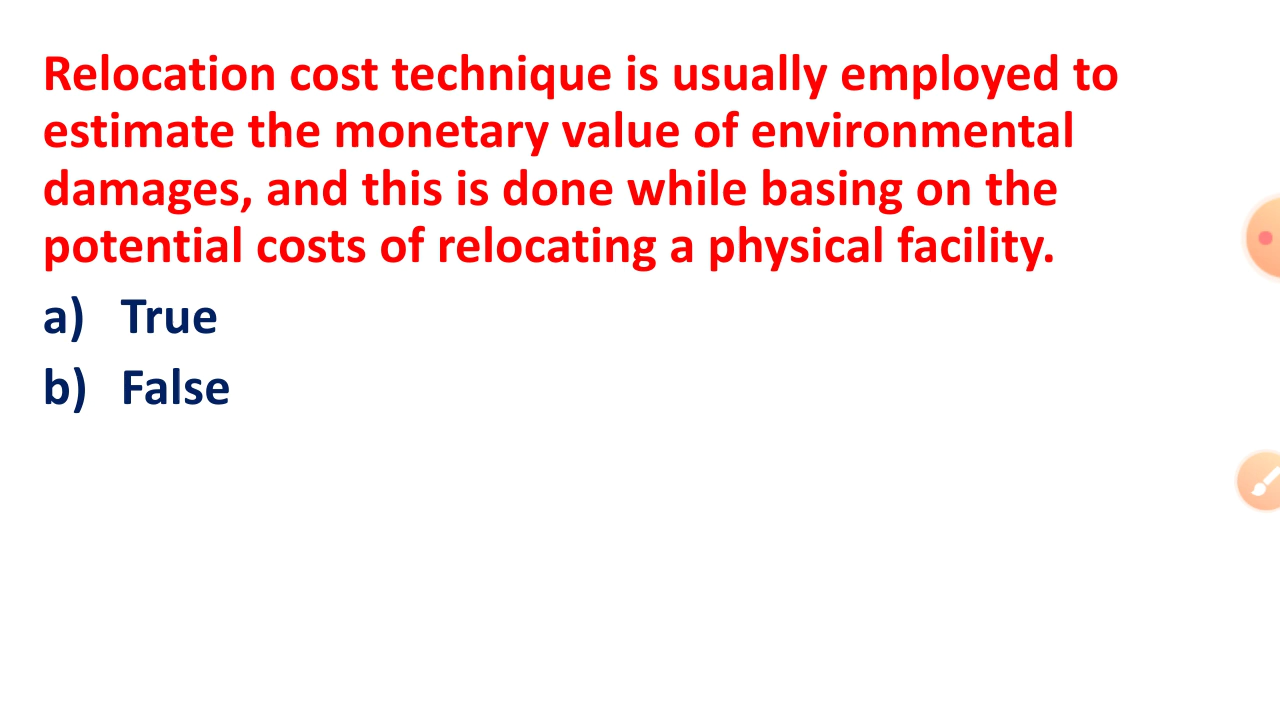 Relocation cost technique is usually employed to
estimate the monetary value of environmental
damages, and this is done while basing on the
potential costs of relocating a physical facility.
a) True
b) False